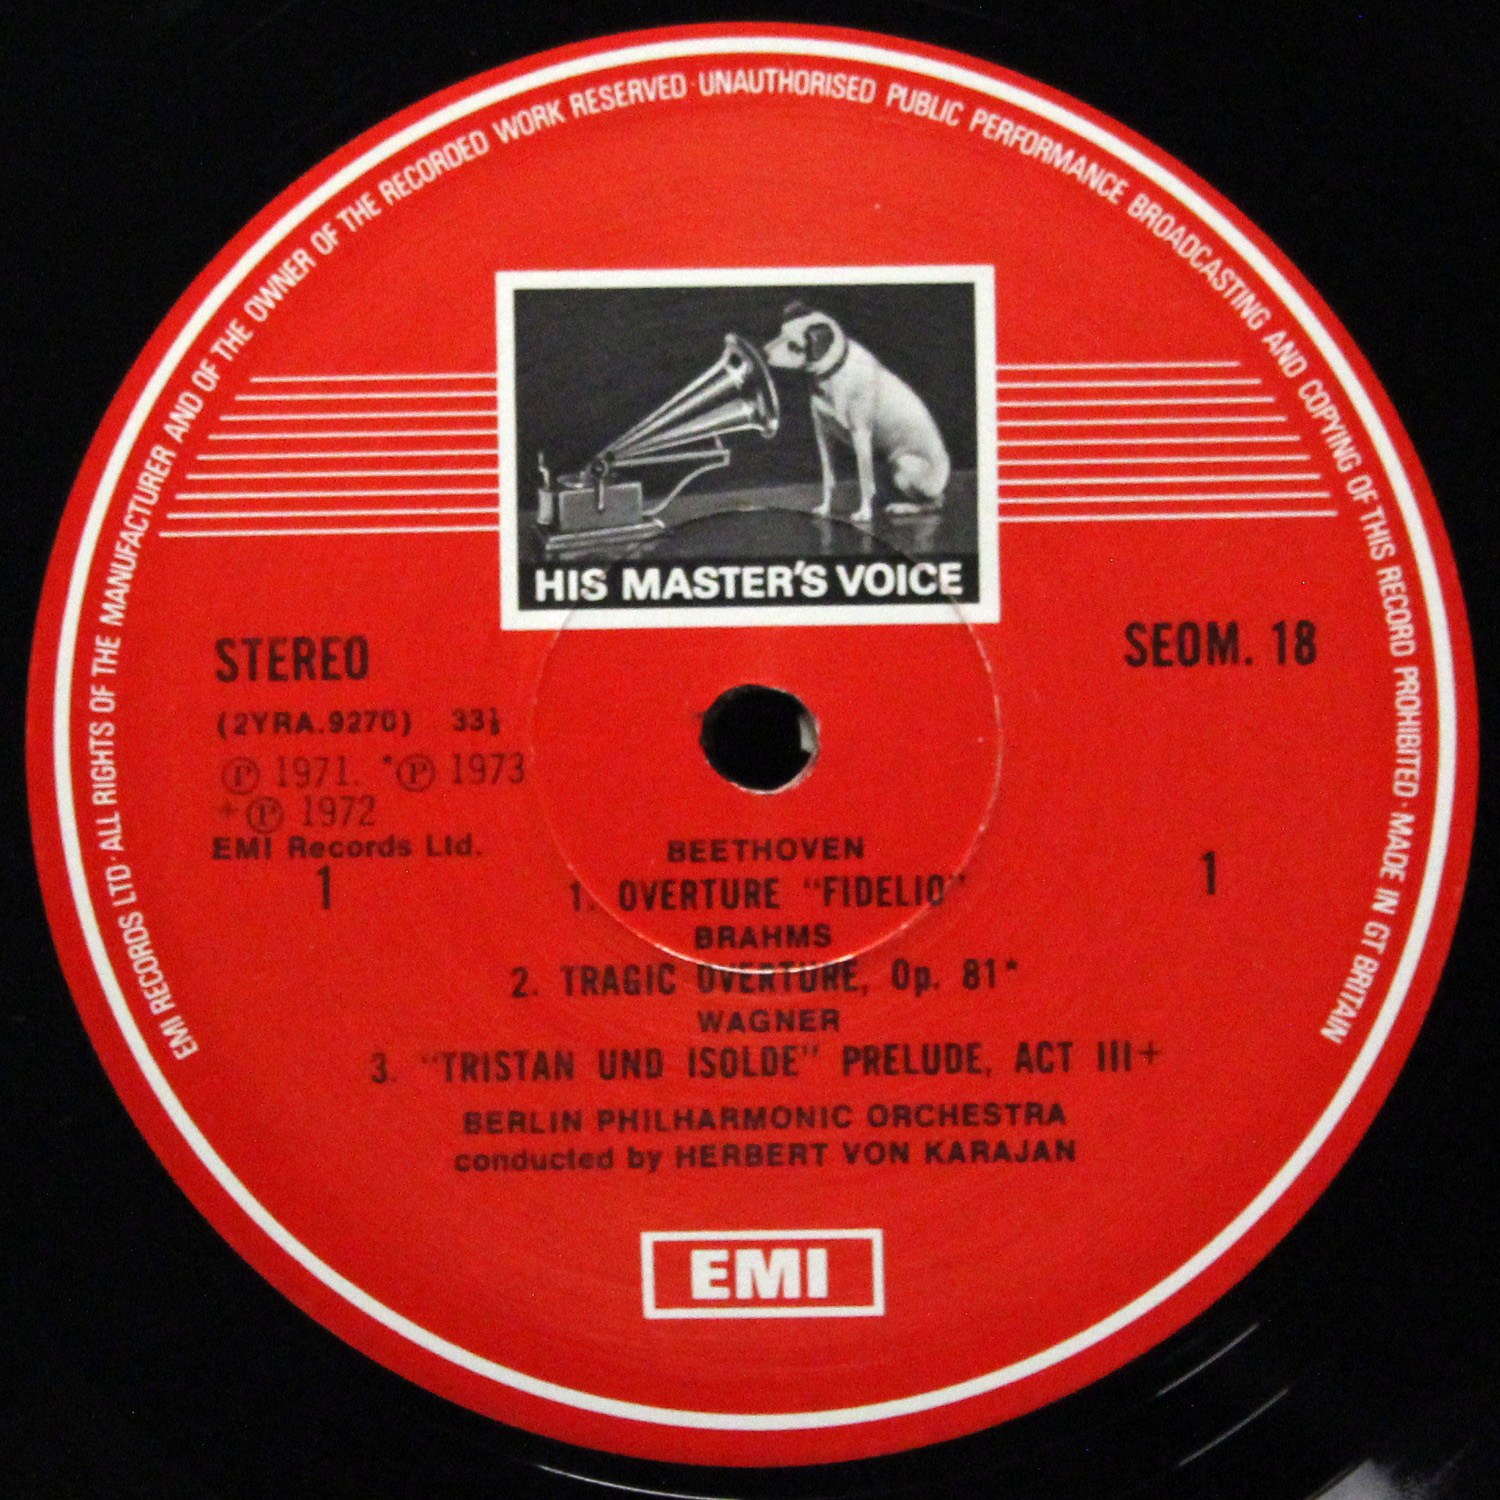 EMI RECORDS LTD · ALL RIGHTS OF THE MANUFACTURER AND OF THE OWNER OF THE RECORDED WORK RESERVED · UNAUTHORISED PUBLIC PERFORMANCE BROADCASTING AND COPYING OF THIS RECORD PROHIBITED · MADE IN GT BRITAIN
HIS MASTER'S VOICE
STEREO
SEOM. 18
(2YRA.9270) 33⅓
℗ 1971. *℗ 1973
+℗ 1972
EMI Records Ltd.
1
1
BEETHOVEN
1. OVERTURE "FIDELIO"
BRAHMS
2. TRAGIC OVERTURE, Op. 81*
WAGNER
3. "TRISTAN UND ISOLDE" PRELUDE, ACT III+
BERLIN PHILHARMONIC ORCHESTRA
conducted by HERBERT VON KARAJAN
EMI